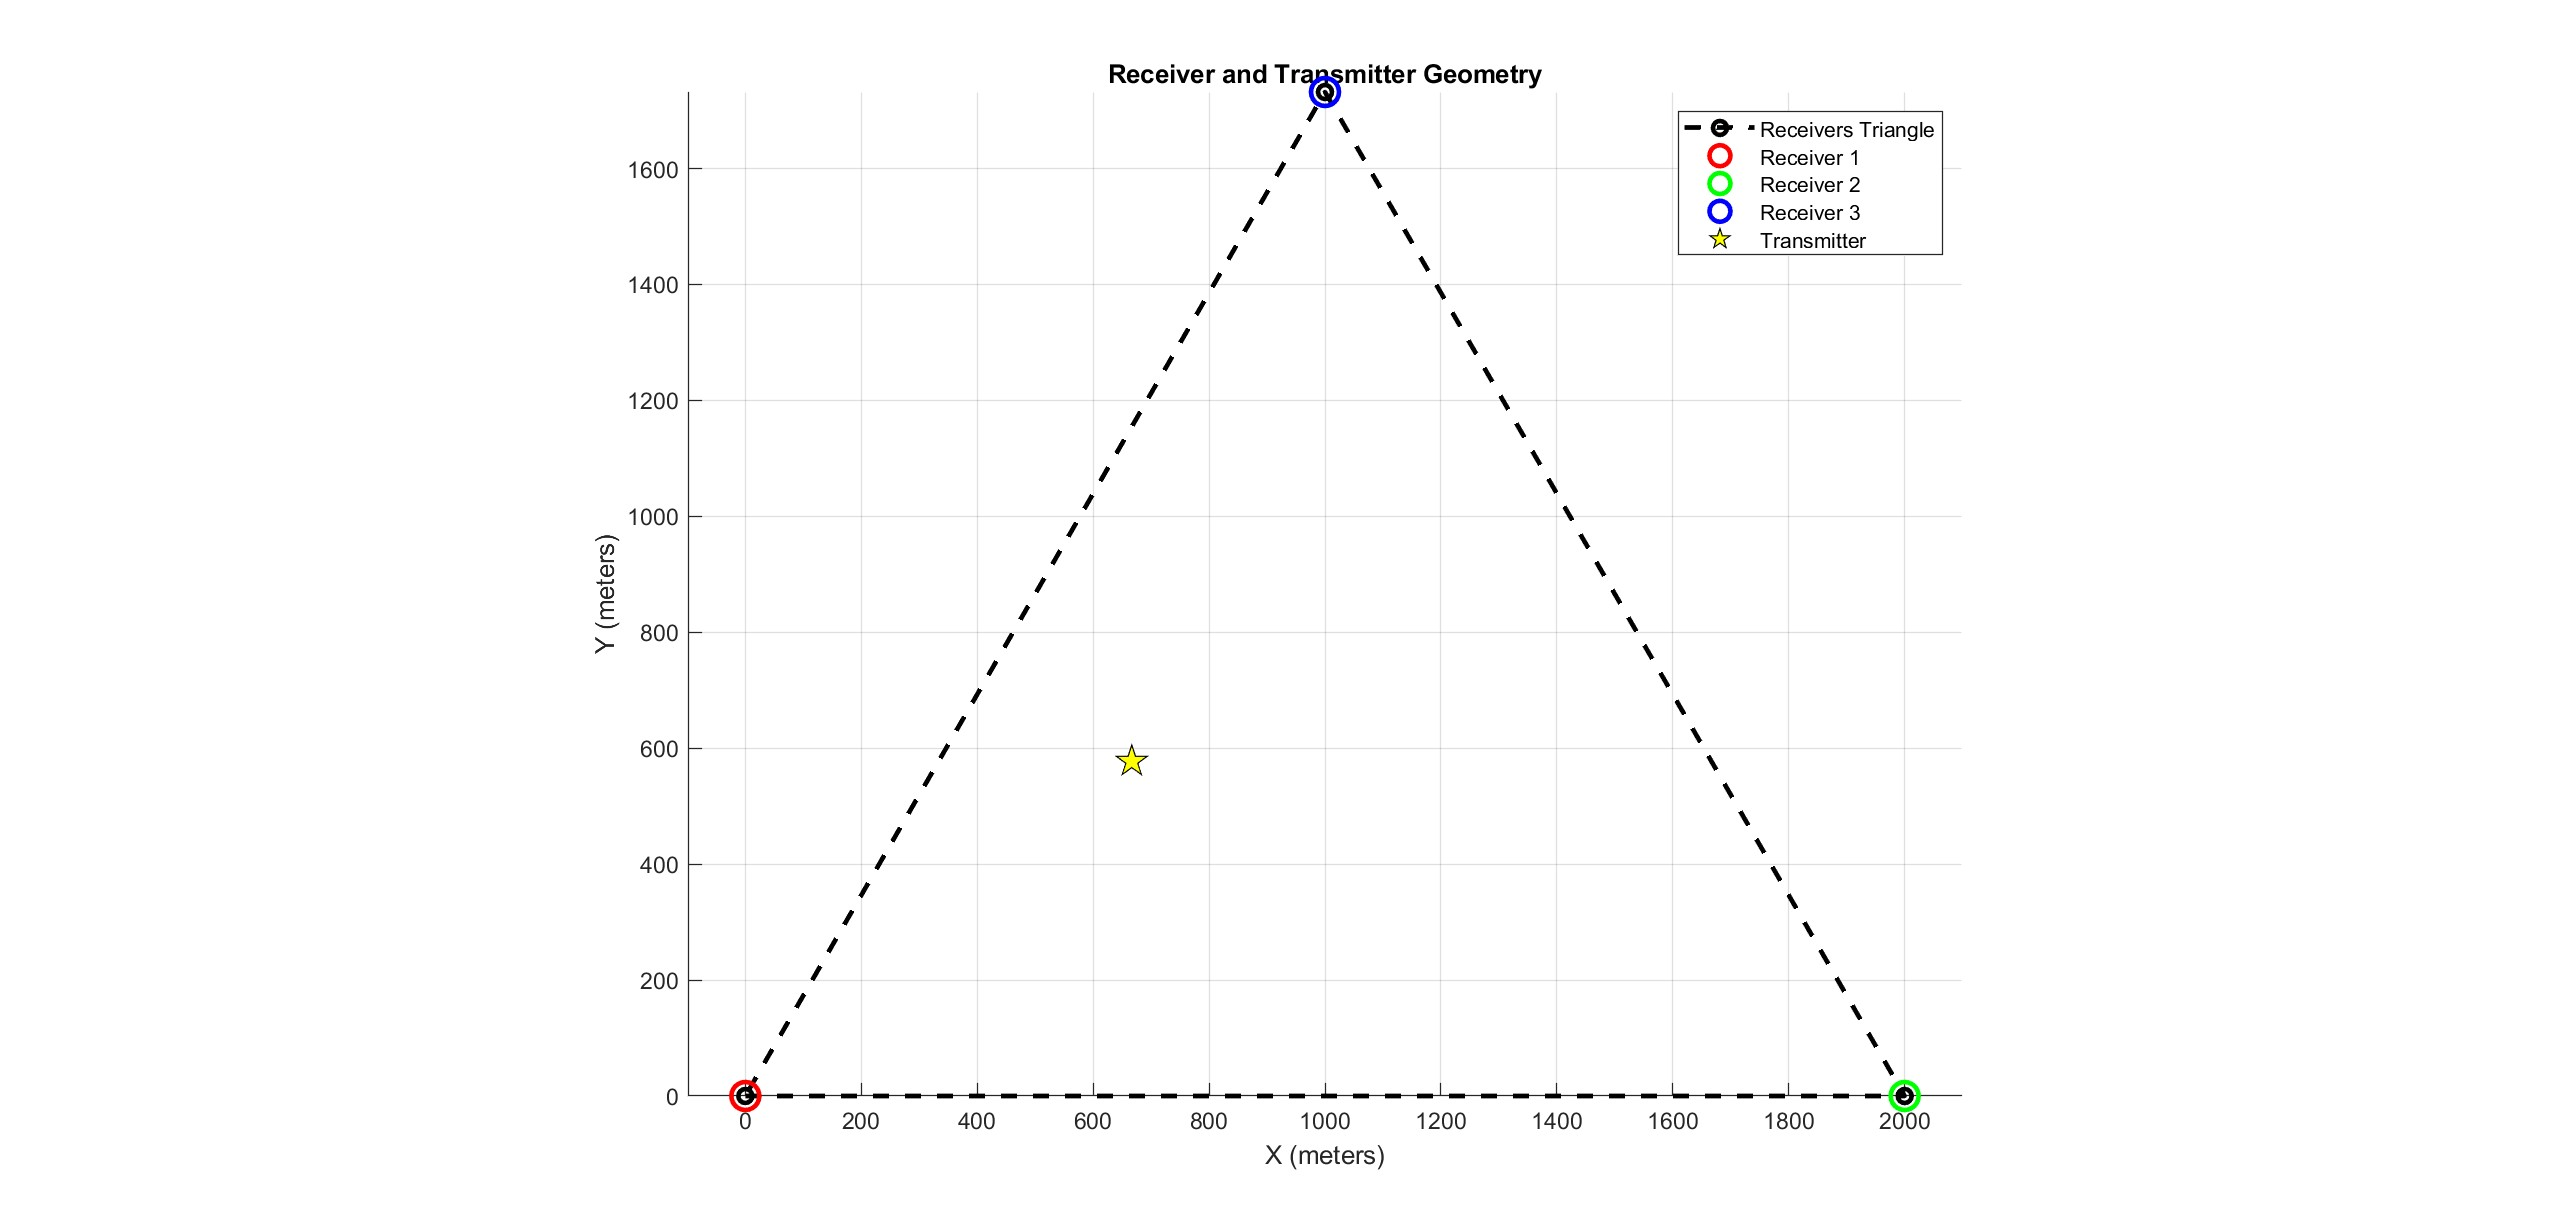 Receiver and Transmitter Geometry
Receivers Triangle
Receiver 1
Receiver 2
Receiver 3
Transmitter
1600
1400
1200
1000
800
600
400
200
0
Y (meters)
0 200 400 600 800 1000 1200 1400 1600 1800 2000
X (meters)